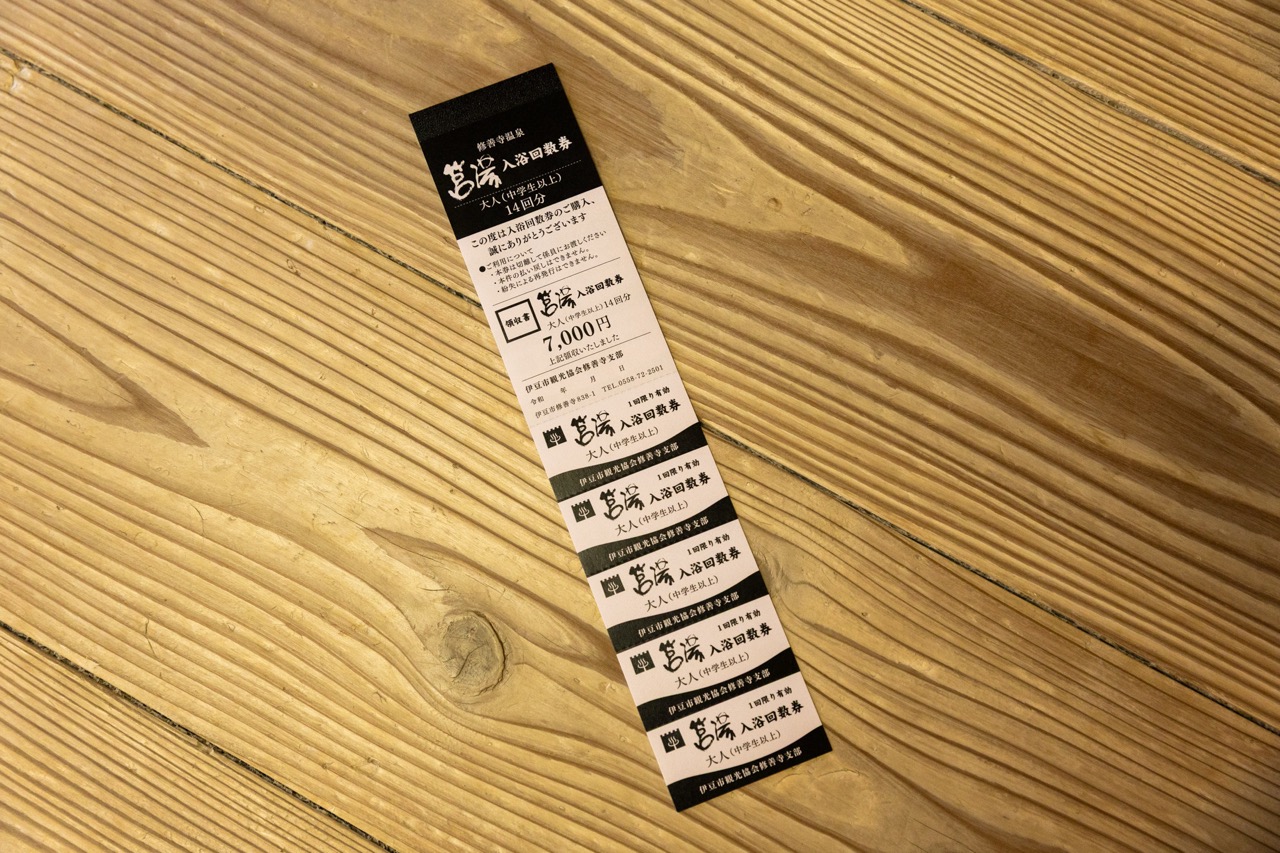 修善寺温泉
筥湯 入浴回数券
大人(中学生以上)
14回分
この度は入浴回数券のご購入、
誠にありがとうございます
●ご利用について
・本券は切離して係員にお渡しください
・本件の払い戻しはできません。
・紛失による再発行はできません。
領収書
筥湯 入浴回数券
大人(中学生以上)14回分
7,000円
上記領収いたしました
伊豆市観光協会修善寺支部
令和 年 月 日
伊豆市修善寺838-1 TEL.0558-72-2501
1回限り有効
筥湯 入浴回数券
大人(中学生以上)
伊豆市観光協会修善寺支部
1回限り有効
筥湯 入浴回数券
大人(中学生以上)
伊豆市観光協会修善寺支部
1回限り有効
筥湯 入浴回数券
大人(中学生以上)
伊豆市観光協会修善寺支部
1回限り有効
筥湯 入浴回数券
大人(中学生以上)
伊豆市観光協会修善寺支部
1回限り有効
筥湯 入浴回数券
大人(中学生以上)
伊豆市観光協会修善寺支部